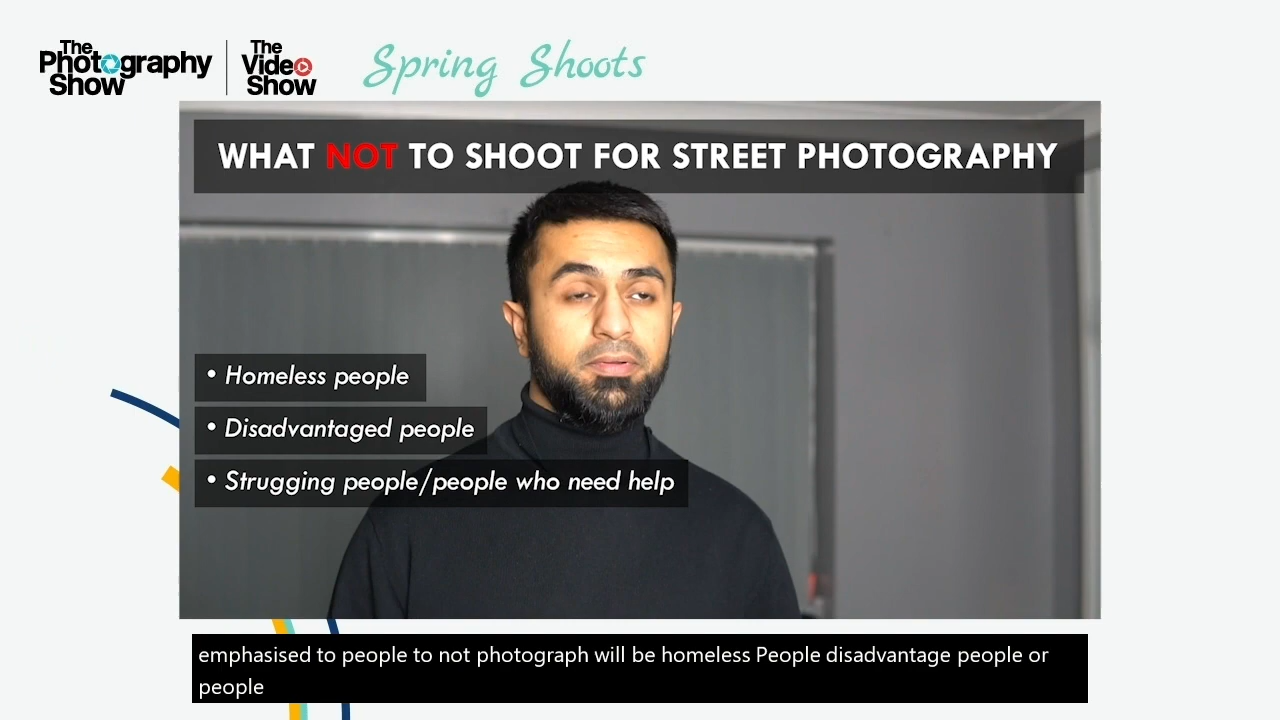 The
Photography
Show
The
Video
Show
Spring Shoots
WHAT NOT TO SHOOT FOR STREET PHOTOGRAPHY
• Homeless people
• Disadvantaged people
• Strugging people/people who need help
emphasised to people to not photograph will be homeless People disadvantage people or
people